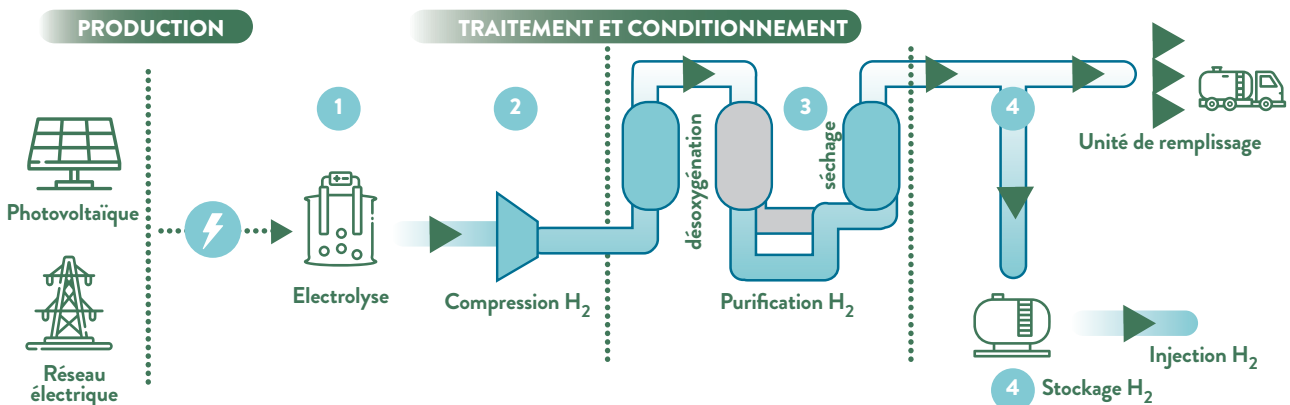 PRODUCTION
TRAITEMENT ET CONDITIONNEMENT
1
2
3
4
Photovoltaïque
Réseau
électrique
Electrolyse
Compression H₂
désoxygénation
séchage
Purification H₂
Unité de remplissage
Injection H₂
4 Stockage H₂